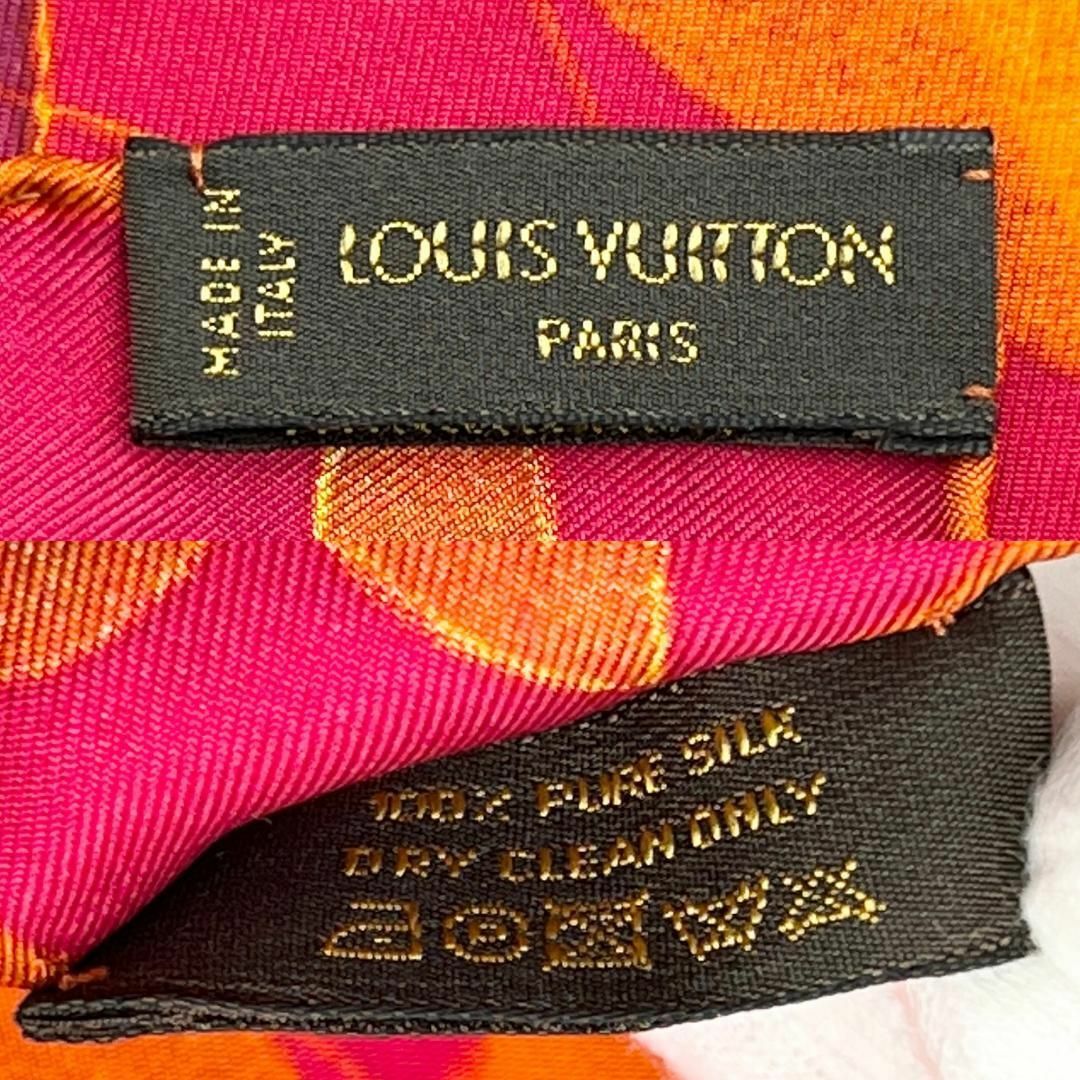 MADE IN
ITALY
LOUIS VUITTON
PARIS
100% PURE SILK
DRY CLEAN ONLY
P